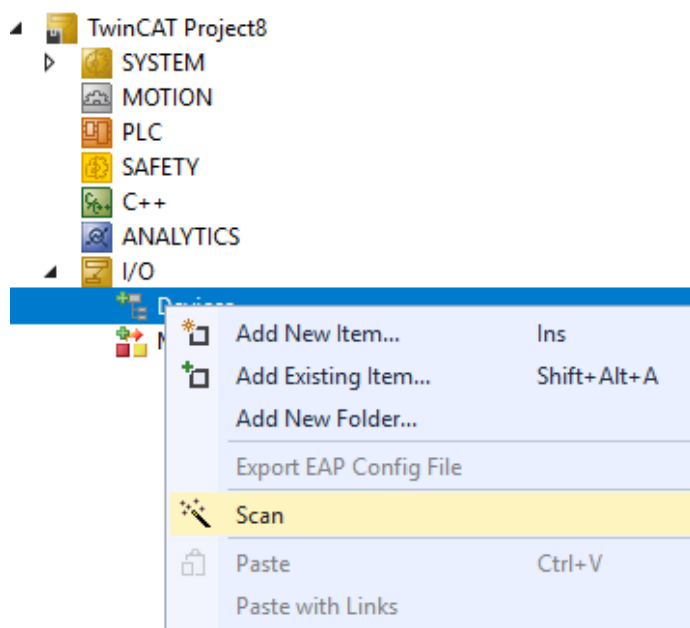 TwinCAT Project8
SYSTEM
MOTION
PLC
SAFETY
C++
ANALYTICS
I/O
Devices
Add New Item... Ins
Add Existing Item... Shift+Alt+A
Add New Folder...
Export EAP Config File
Scan
Paste Ctrl+V
Paste with Links